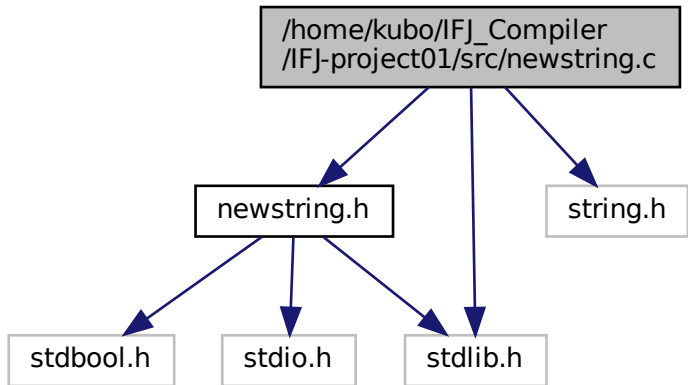 /home/kubo/IFJ_Compiler
/IFJ-project01/src/newstring.c
newstring.h
string.h
stdbool.h
stdio.h
stdlib.h